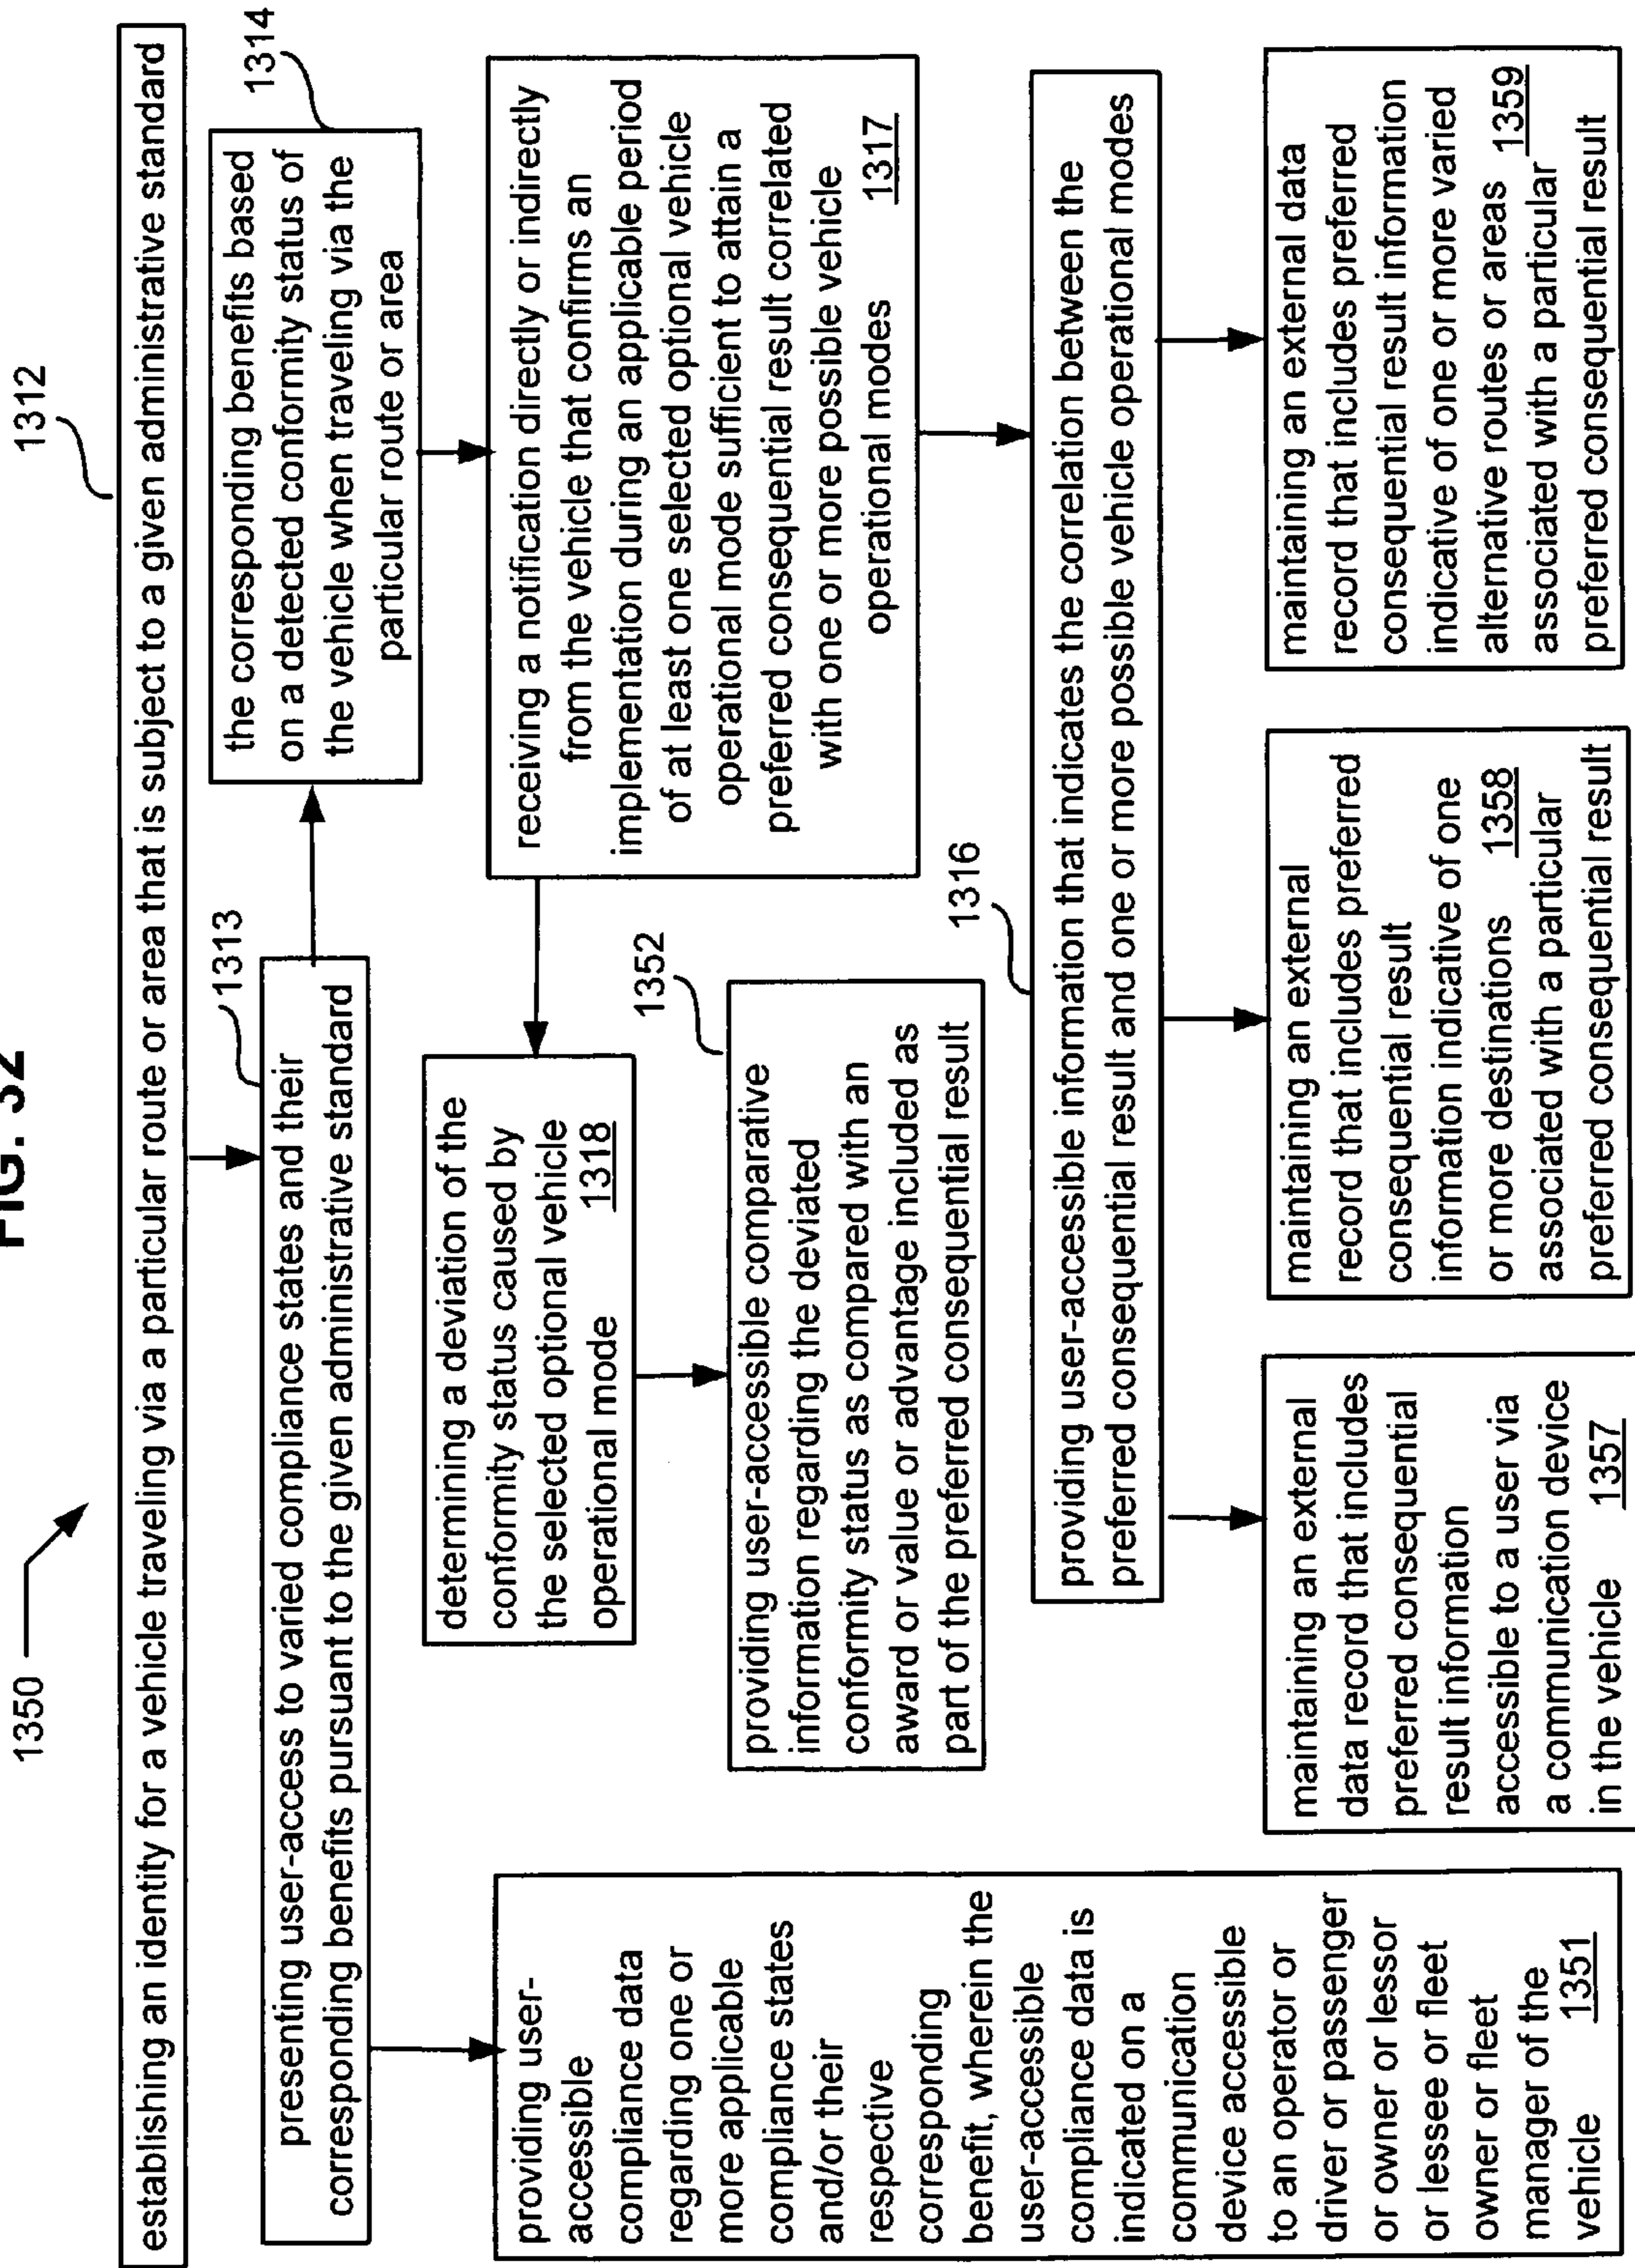 FIG. 32
1350
1312
establishing an identity for a vehicle traveling via a particular route or area that is subject to a given administrative standard
1313
presenting user-access to varied compliance states and their
corresponding benefits pursuant to the given administrative standard
1314
the corresponding benefits based
on a detected conformity status of
the vehicle when traveling via the
particular route or area
receiving a notification directly or indirectly
from the vehicle that confirms an
implementation during an applicable period
of at least one selected optional vehicle
operational mode sufficient to attain a
preferred consequential result correlated
with one or more possible vehicle
operational modes 1317
determining a deviation of the
conformity status caused by
the selected optional vehicle
operational mode 1318
1352
providing user-accessible comparative
information regarding the deviated
conformity status as compared with an
award or value or advantage included as
part of the preferred consequential result
1316
providing user-accessible information that indicates the correlation between the
preferred consequential result and one or more possible vehicle operational modes
providing user-
accessible
compliance data
regarding one or
more applicable
compliance states
and/or their
respective
corresponding
benefit, wherein the
user-accessible
compliance data is
indicated on a
communication
device accessible
to an operator or
driver or passenger
or owner or lessor
or lessee or fleet
owner or fleet
manager of the
vehicle 1351
maintaining an external
data record that includes
preferred consequential
result information
accessible to a user via
a communication device
in the vehicle 1357
maintaining an external
record that includes preferred
consequential result
information indicative of one
or more destinations 1358
associated with a particular
preferred consequential result
maintaining an external data
record that includes preferred
consequential result information
indicative of one or more varied
alternative routes or areas 1359
associated with a particular
preferred consequential result